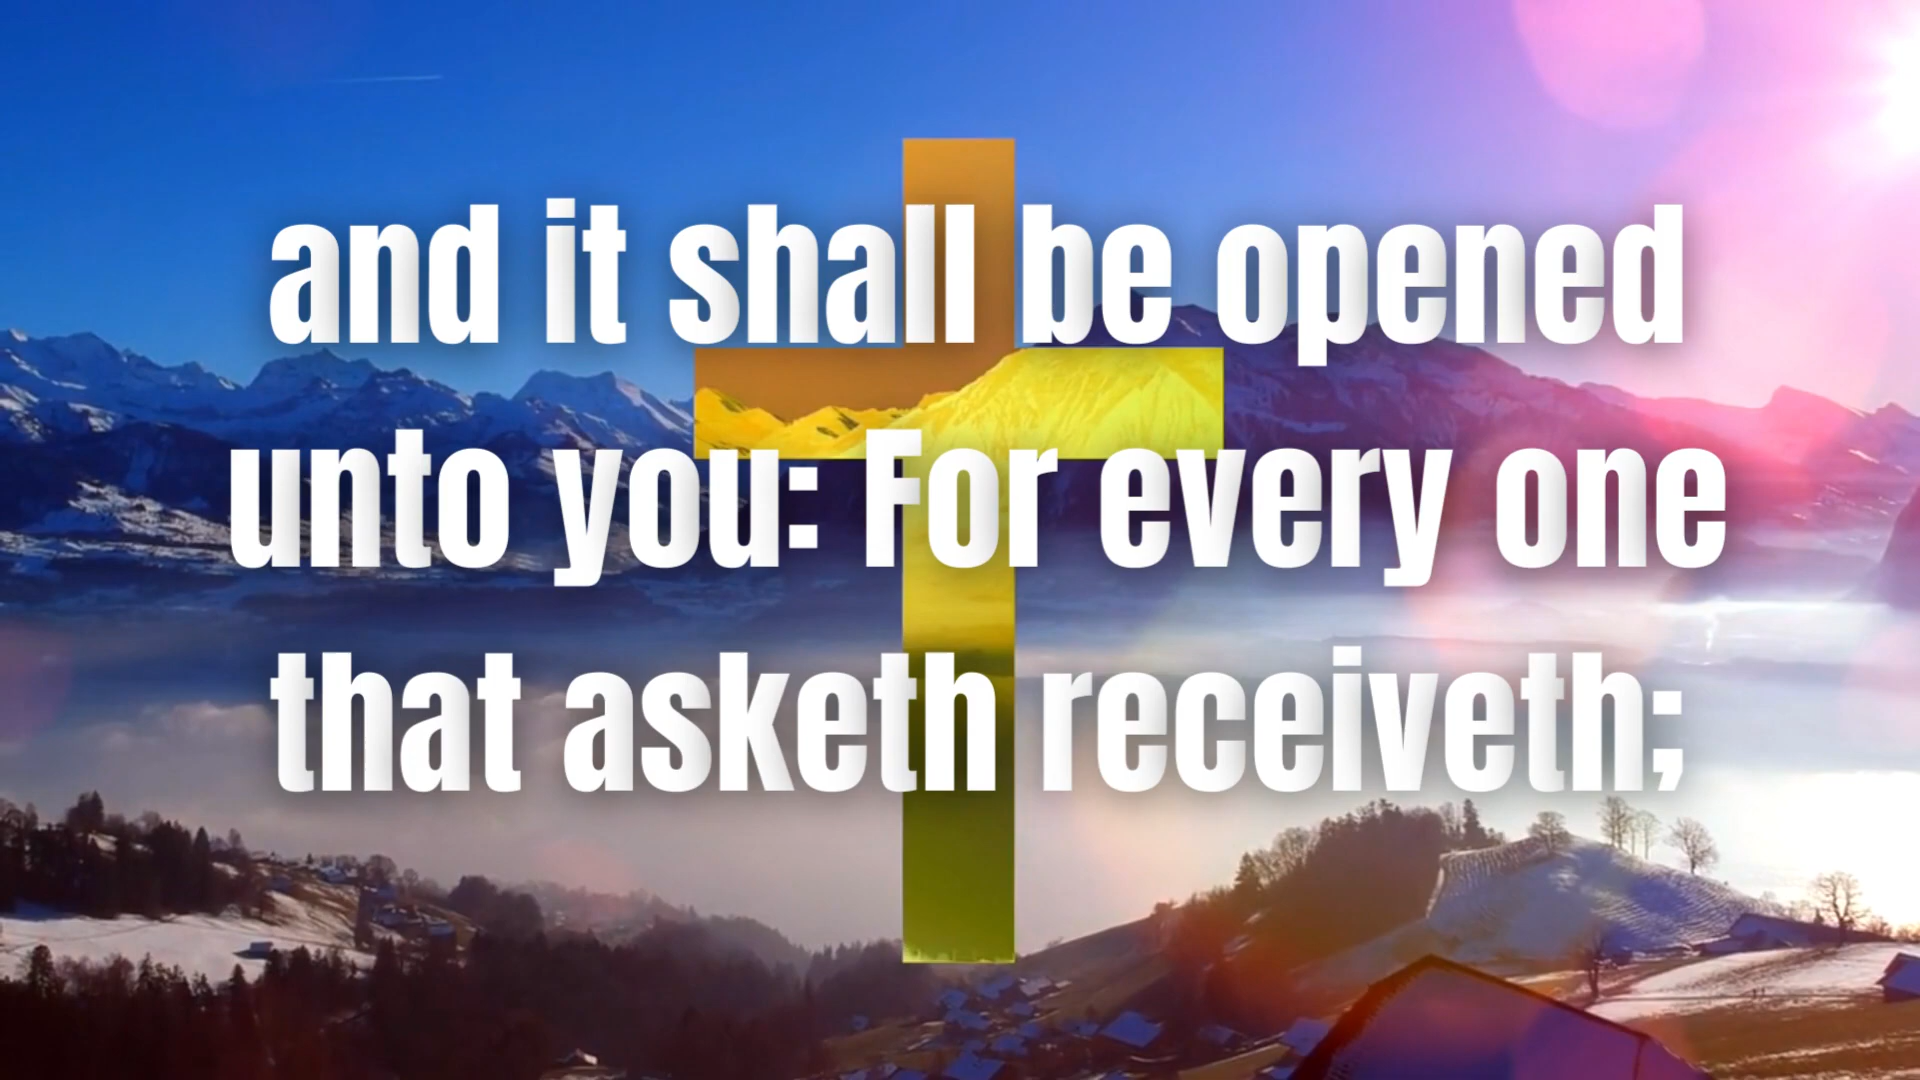 and it shall be opened
unto you: For every one
that asketh receiveth;